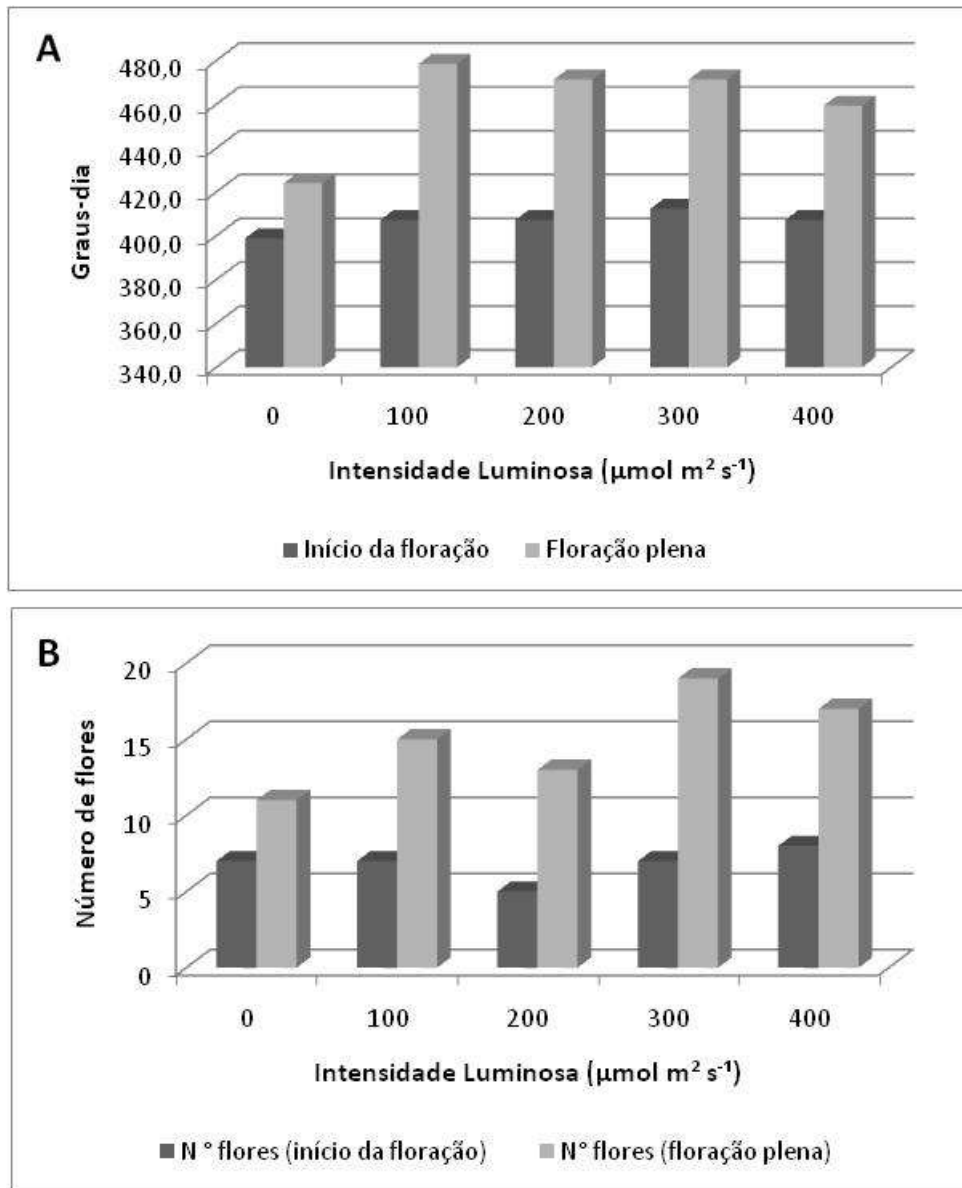 A
480,0
460,0
440,0
420,0
400,0
380,0
360,0
340,0
Graus-dia
0 100 200 300 400
Intensidade Luminosa (µmol m² s⁻¹)
Início da floração Floração plena
B
20
15
10
5
0
Número de flores
0 100 200 300 400
Intensidade Luminosa (µmol m² s⁻¹)
N ° flores (início da floração) N° flores (floração plena)